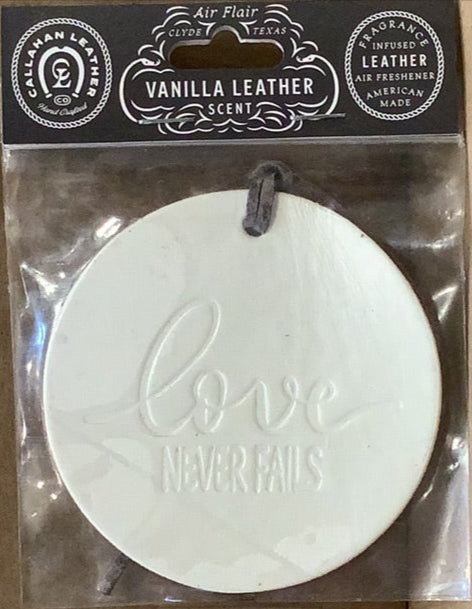 CALLAHAN LEATHER
CL
CO
Hand Crafted
Air Flair
CLYDE TEXAS
VANILLA LEATHER
SCENT
FRAGRANCE
INFUSED
LEATHER
AIR FRESHENER
AMERICAN
MADE
love
NEVER FAILS